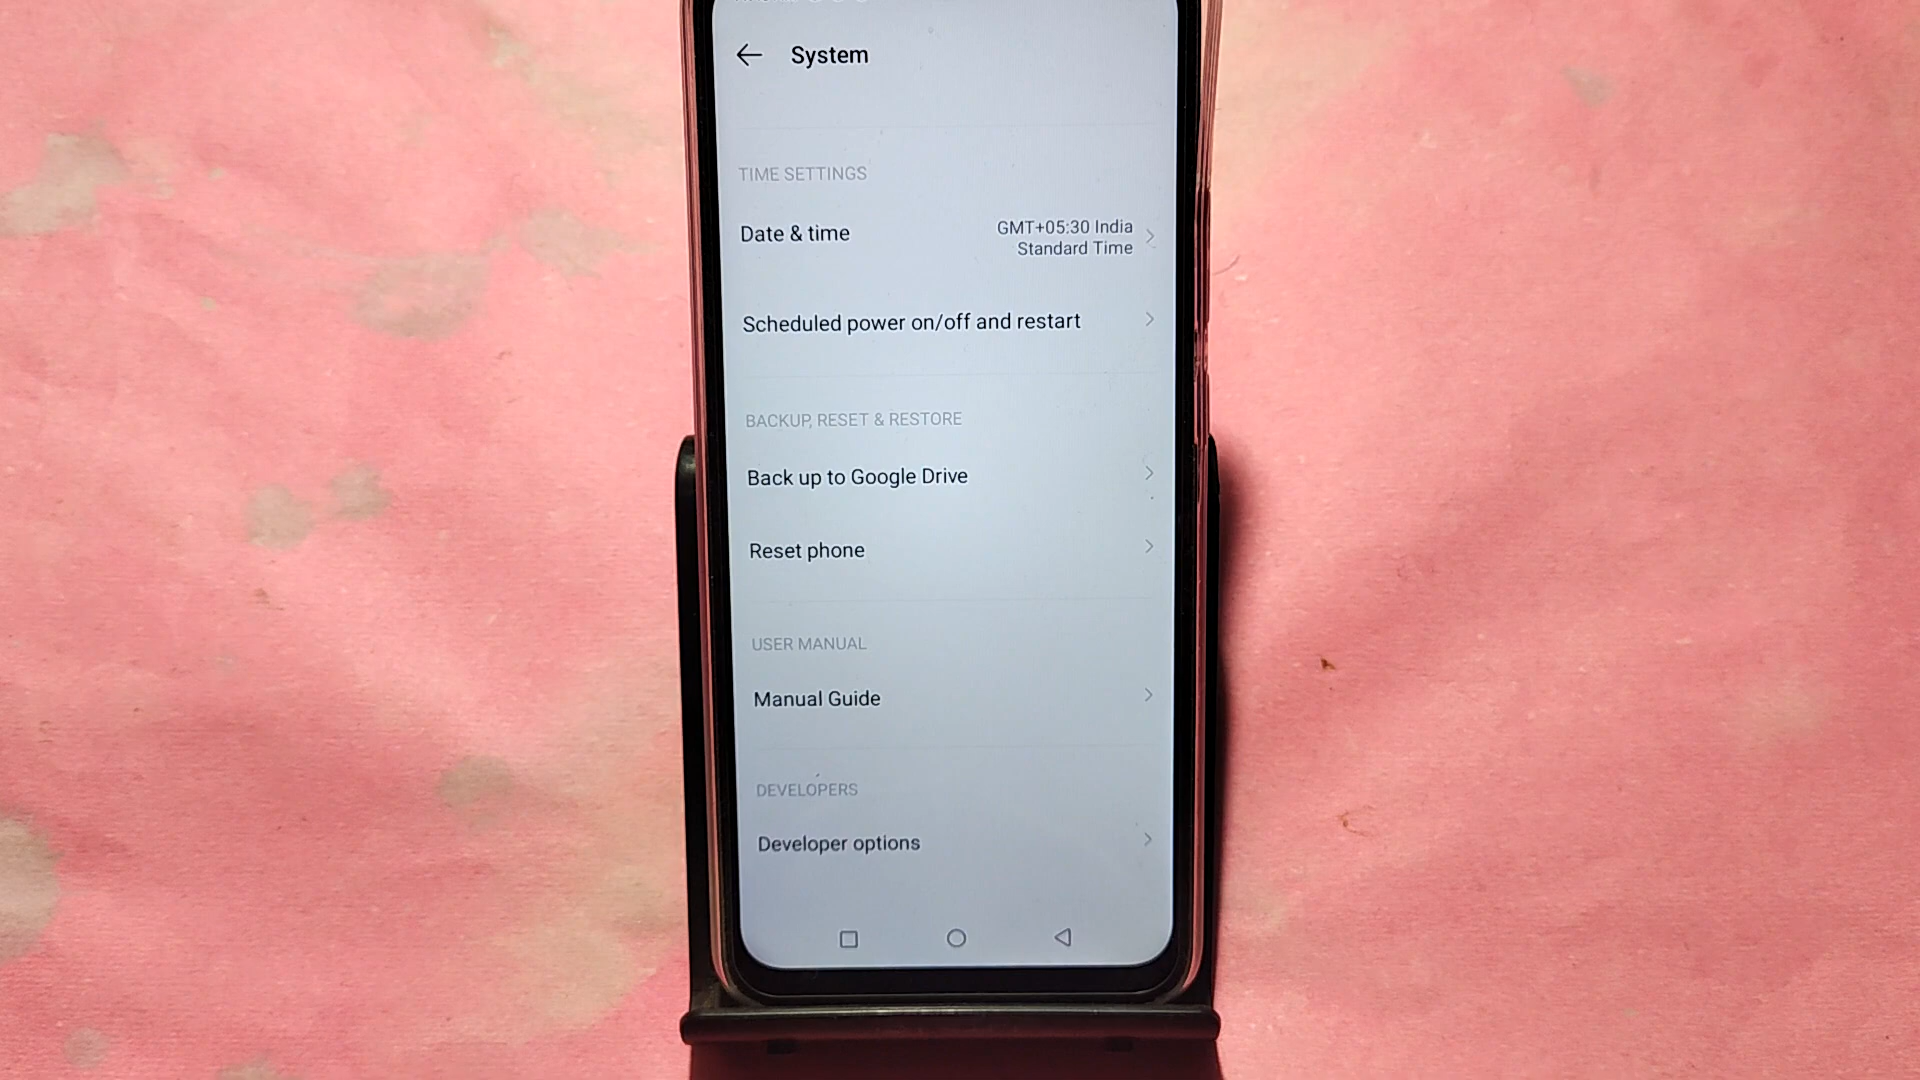 System
TIME SETTINGS
Date & time
GMT+05:30 India
Standard Time
Scheduled power on/off and restart
BACKUP, RESET & RESTORE
Back up to Google Drive
Reset phone
USER MANUAL
Manual Guide
DEVELOPERS
Developer options